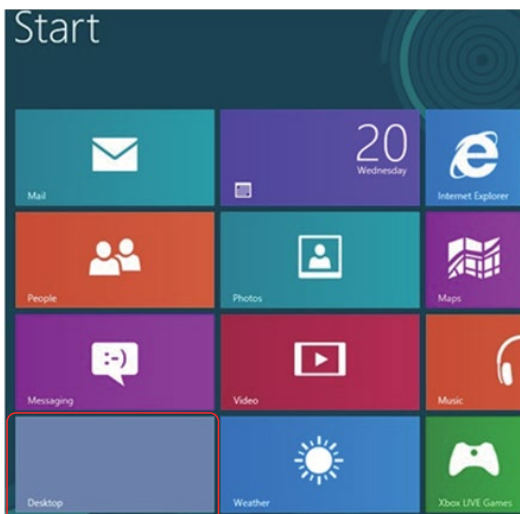 Start
20
Wednesday
Mail
Internet Explorer
People
Photos
Maps
:-)
Messaging
Video
Music
Desktop
Weather
Xbox LIVE Games